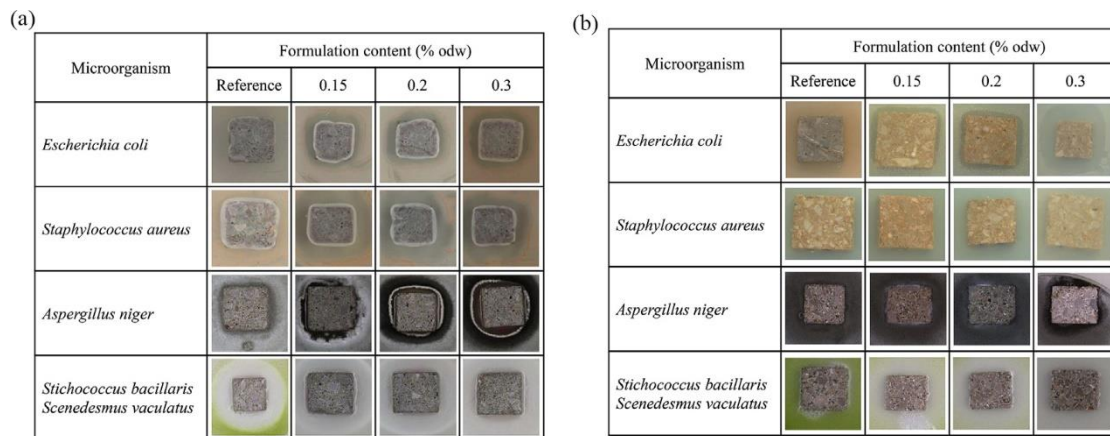 (a)
Microorganism
Formulation content (% odw)
Reference 0.15 0.2 0.3
Escherichia coli
Staphylococcus aureus
Aspergillus niger
Stichococcus bacillaris
Scenedesmus vaculatus
(b)
Microorganism
Formulation content (% odw)
Reference 0.15 0.2 0.3
Escherichia coli
Staphylococcus aureus
Aspergillus niger
Stichococcus bacillaris
Scenedesmus vaculatus